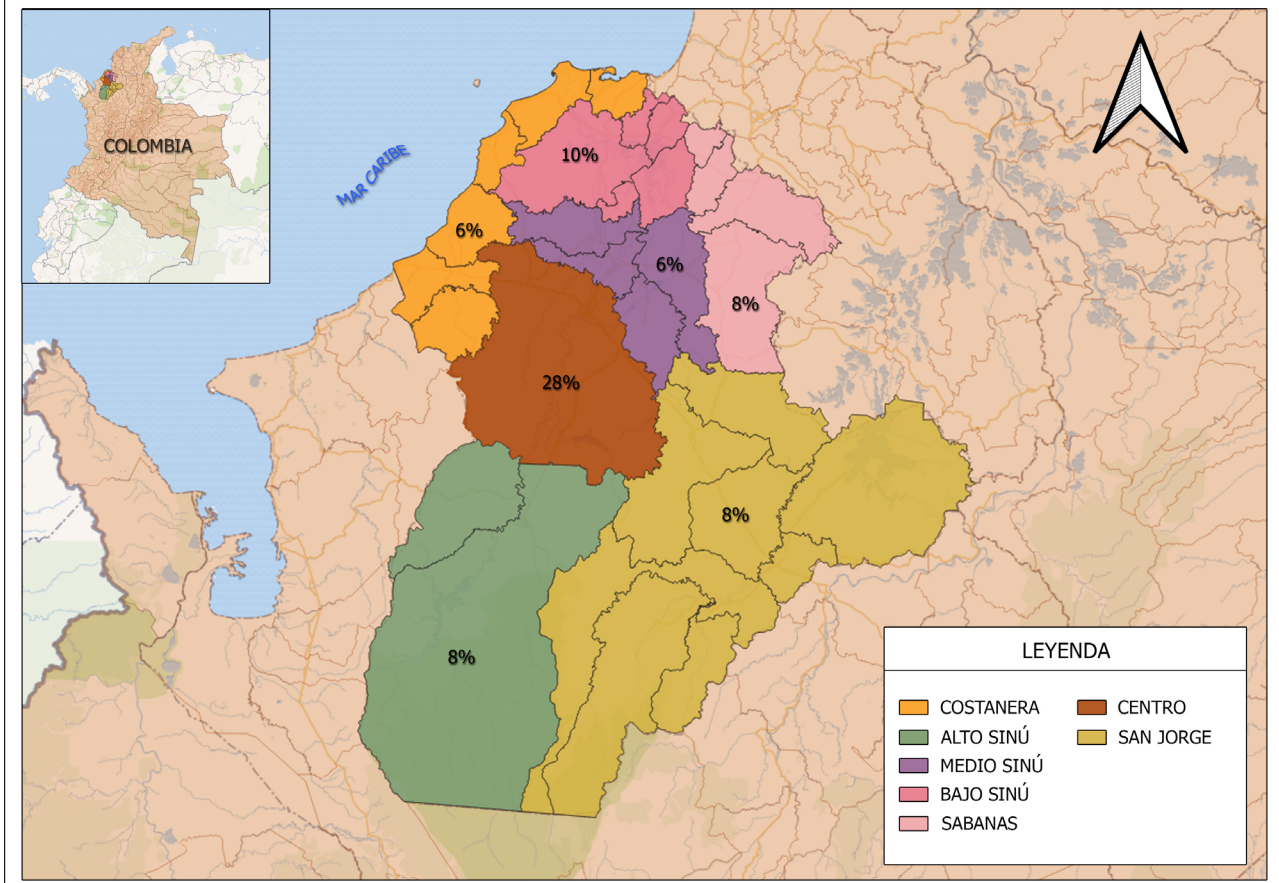 COLOMBIA
MAR CARIBE
10%
6%
6%
8%
28%
8%
8%
LEYENDA
COSTANERA
ALTO SINÚ
MEDIO SINÚ
BAJO SINÚ
SABANAS
CENTRO
SAN JORGE